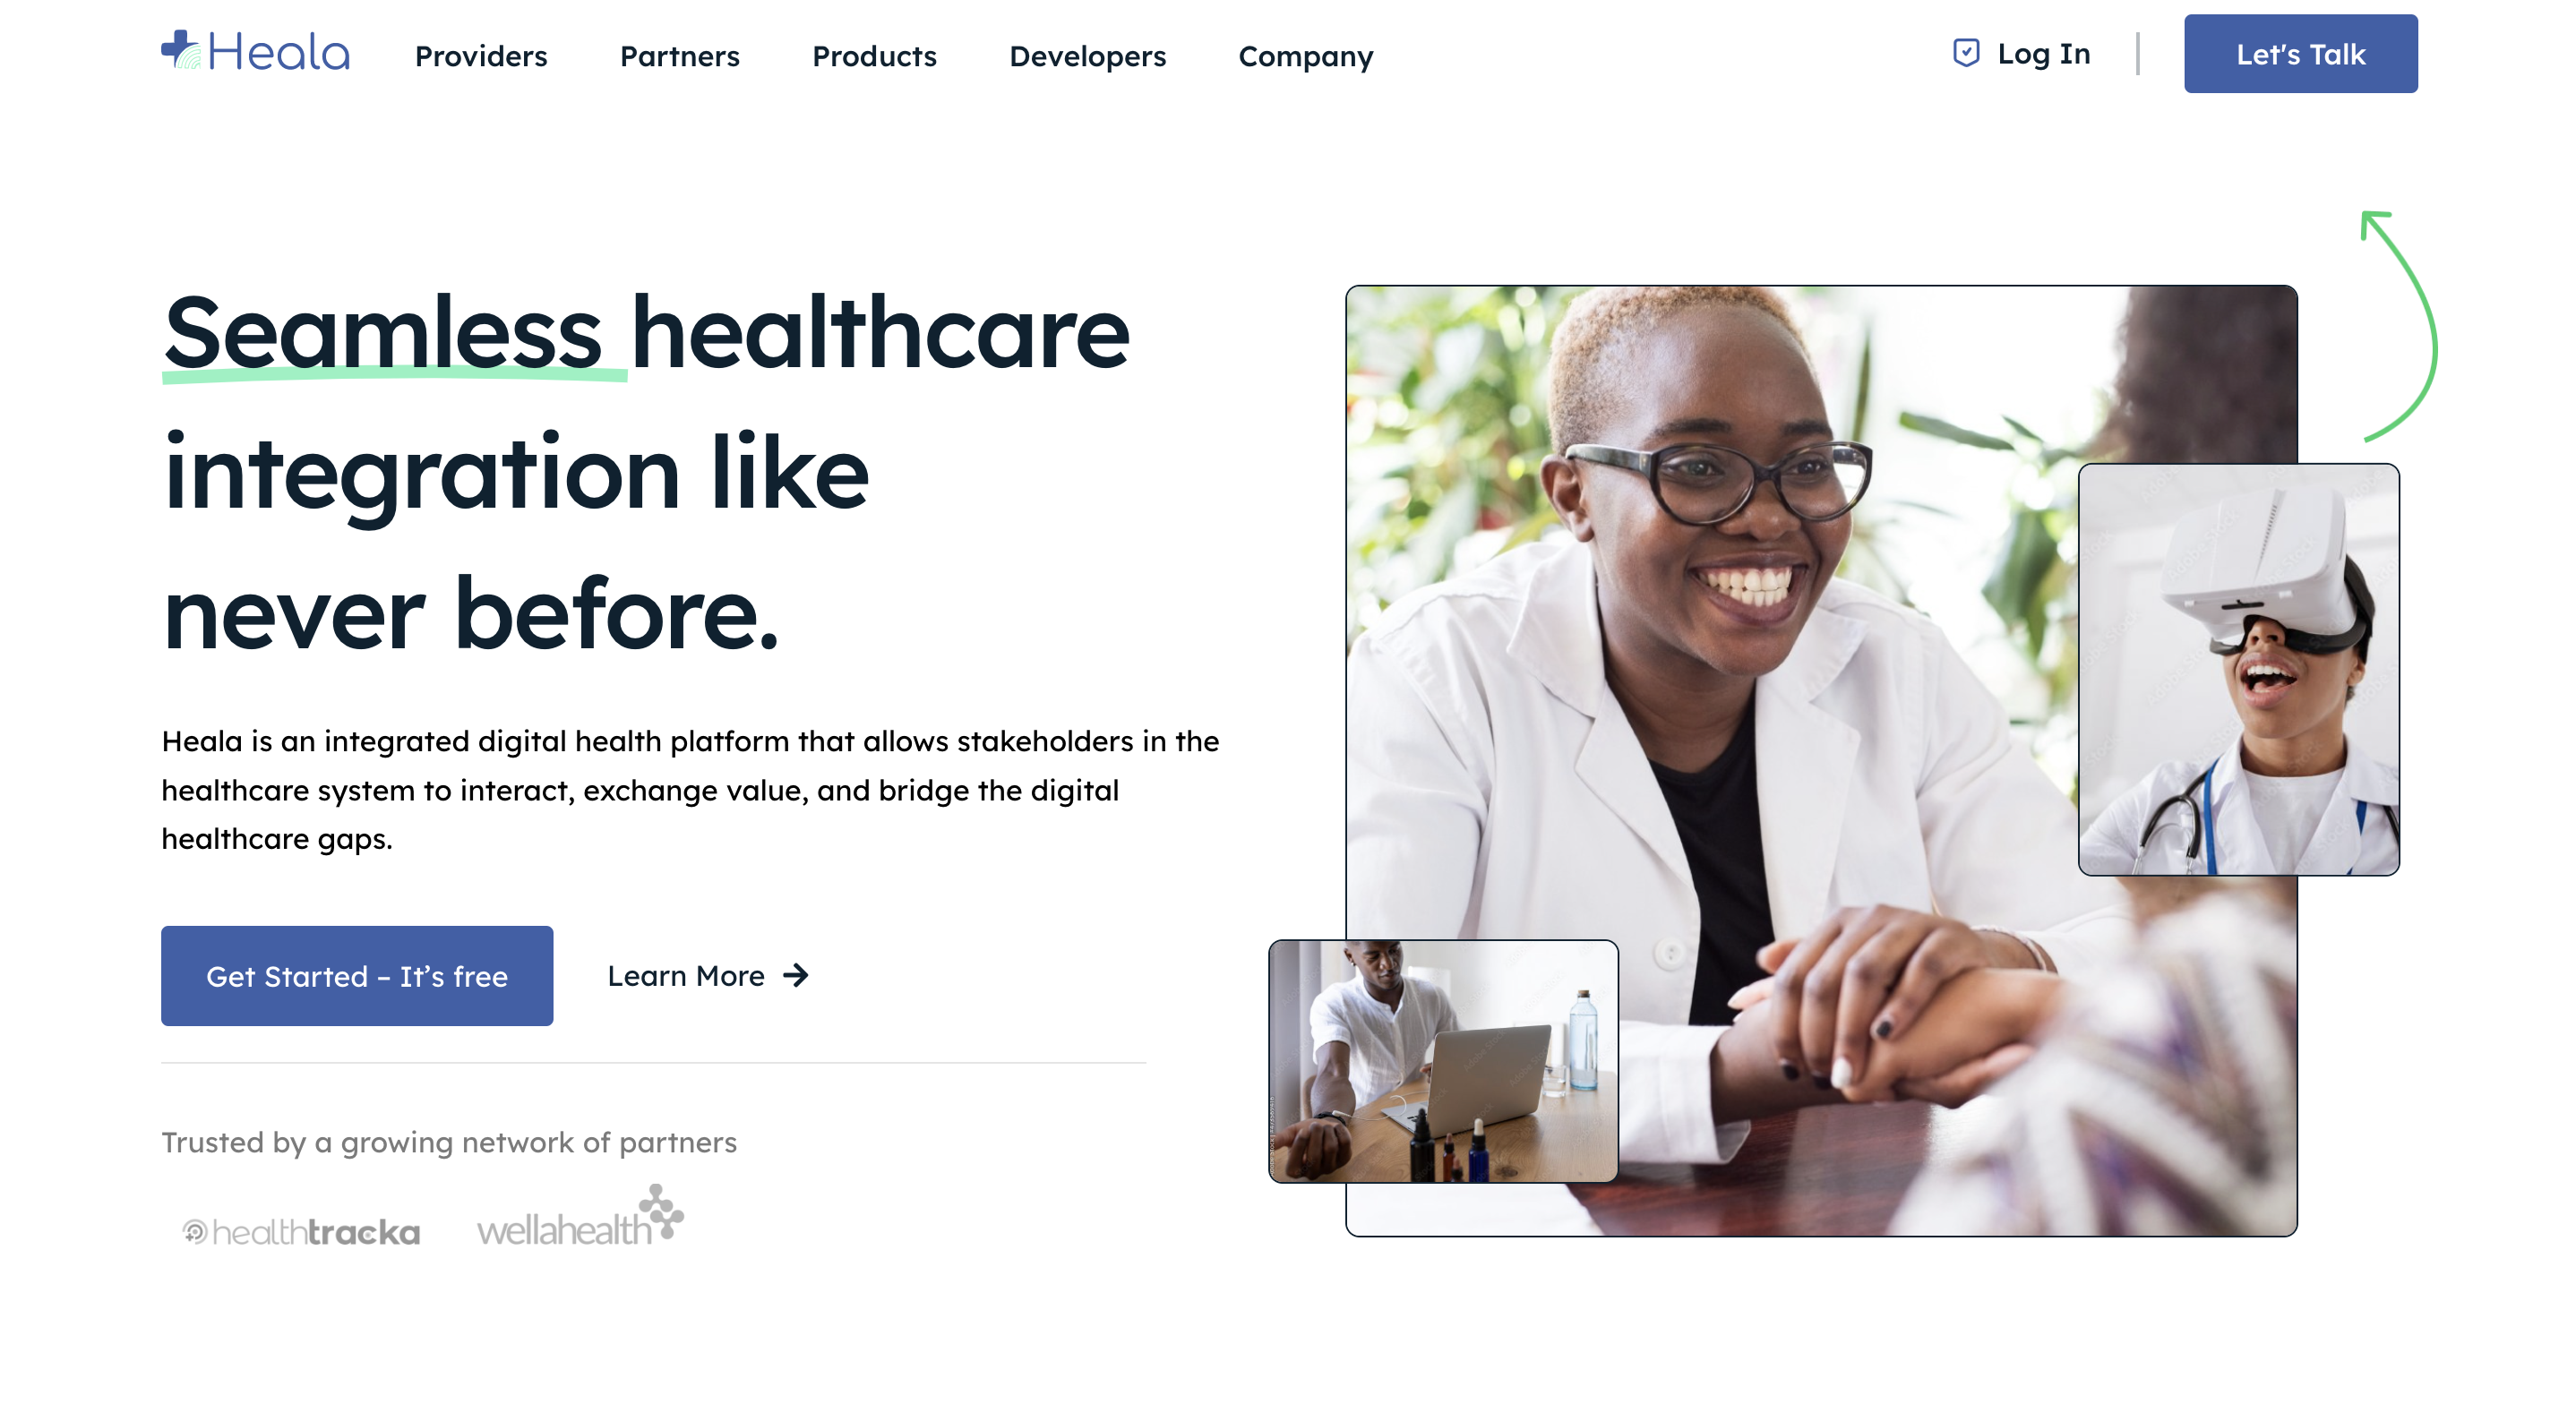 Heala
Providers
Partners
Products
Developers
Company
Log In
Let's Talk
Seamless healthcare
integration like
never before.
Heala is an integrated digital health platform that allows stakeholders in the
healthcare system to interact, exchange value, and bridge the digital
healthcare gaps.
Get Started – It’s free
Learn More
Trusted by a growing network of partners
healthtracka
wellahealth